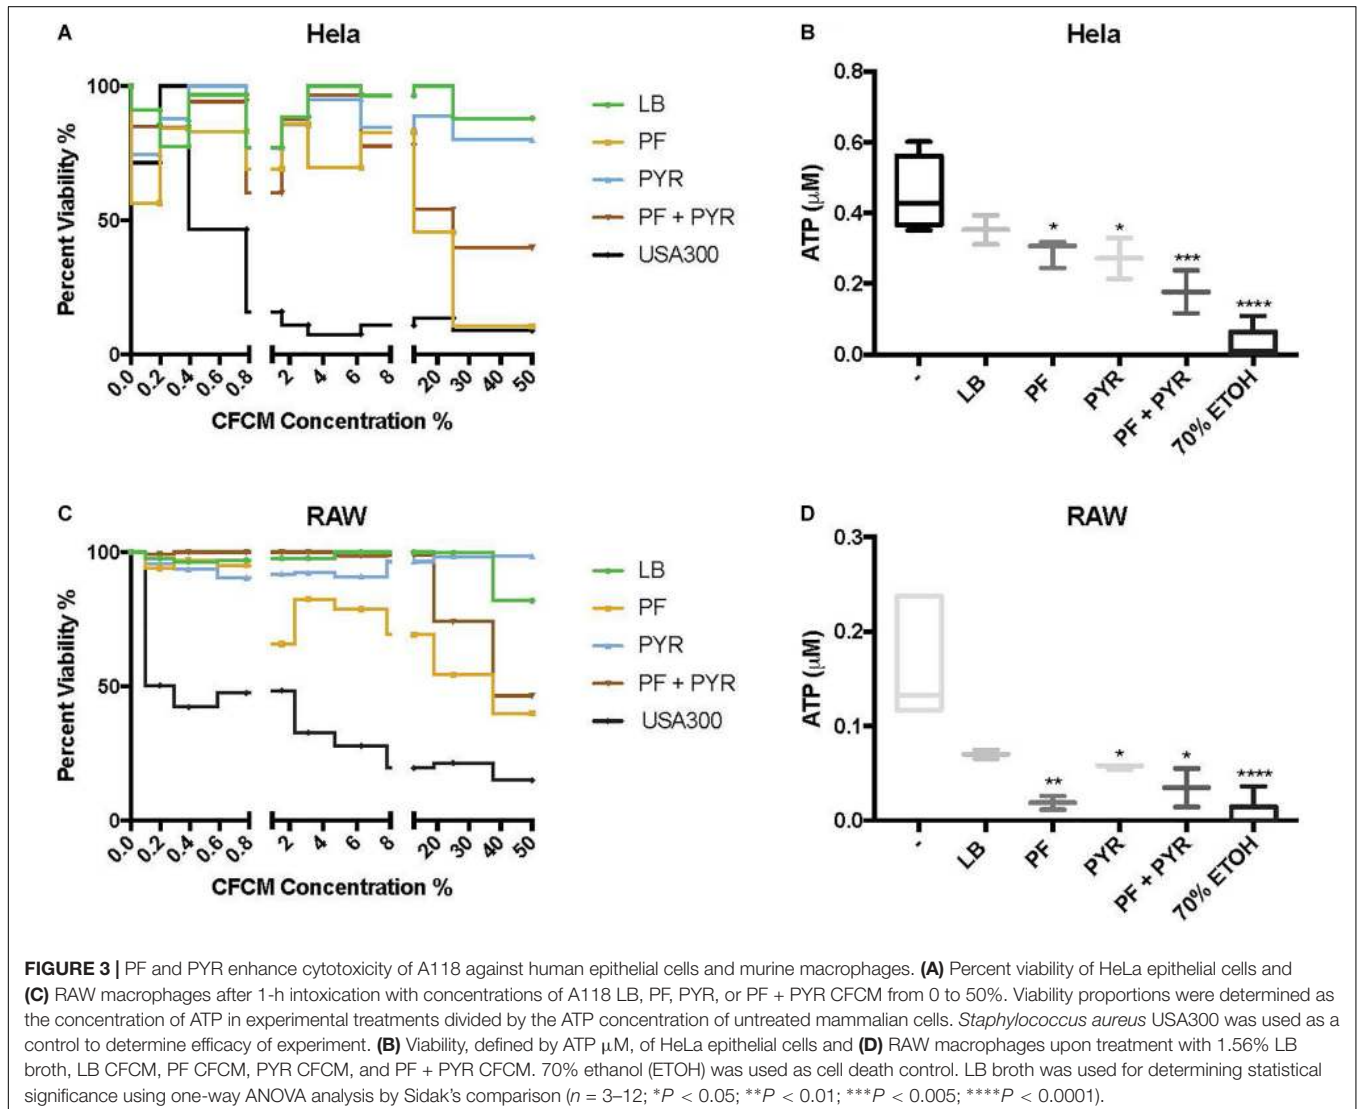 A
Hela
Percent Viability %
100
50
0
0.0 0.2 0.4 0.6 0.8 2 4 6 8 20 30 40 50
CFCM Concentration %
LB
PF
PYR
PF + PYR
USA300
B
Hela
ATP (µM)
0.8
0.6
0.4
0.2
0.0
* * *** ****
- LB PF PYR PF + PYR 70% ETOH
C
RAW
Percent Viability %
100
50
0
0.0 0.2 0.4 0.6 0.8 2 4 6 8 20 30 40 50
CFCM Concentration %
LB
PF
PYR
PF + PYR
USA300
D
RAW
ATP (µM)
0.3
0.2
0.1
0.0
** * * ****
- LB PF PYR PF + PYR 70% ETOH
FIGURE 3 | PF and PYR enhance cytotoxicity of A118 against human epithelial cells and murine macrophages. (A) Percent viability of HeLa epithelial cells and
(C) RAW macrophages after 1-h intoxication with concentrations of A118 LB, PF, PYR, or PF + PYR CFCM from 0 to 50%. Viability proportions were determined as
the concentration of ATP in experimental treatments divided by the ATP concentration of untreated mammalian cells. Staphylococcus aureus USA300 was used as a
control to determine efficacy of experiment. (B) Viability, defined by ATP µM, of HeLa epithelial cells and (D) RAW macrophages upon treatment with 1.56% LB
broth, LB CFCM, PF CFCM, PYR CFCM, and PF + PYR CFCM. 70% ethanol (ETOH) was used as cell death control. LB broth was used for determining statistical
significance using one-way ANOVA analysis by Sidak's comparison (n = 3–12; *P < 0.05; **P < 0.01; ***P < 0.005; ****P < 0.0001).